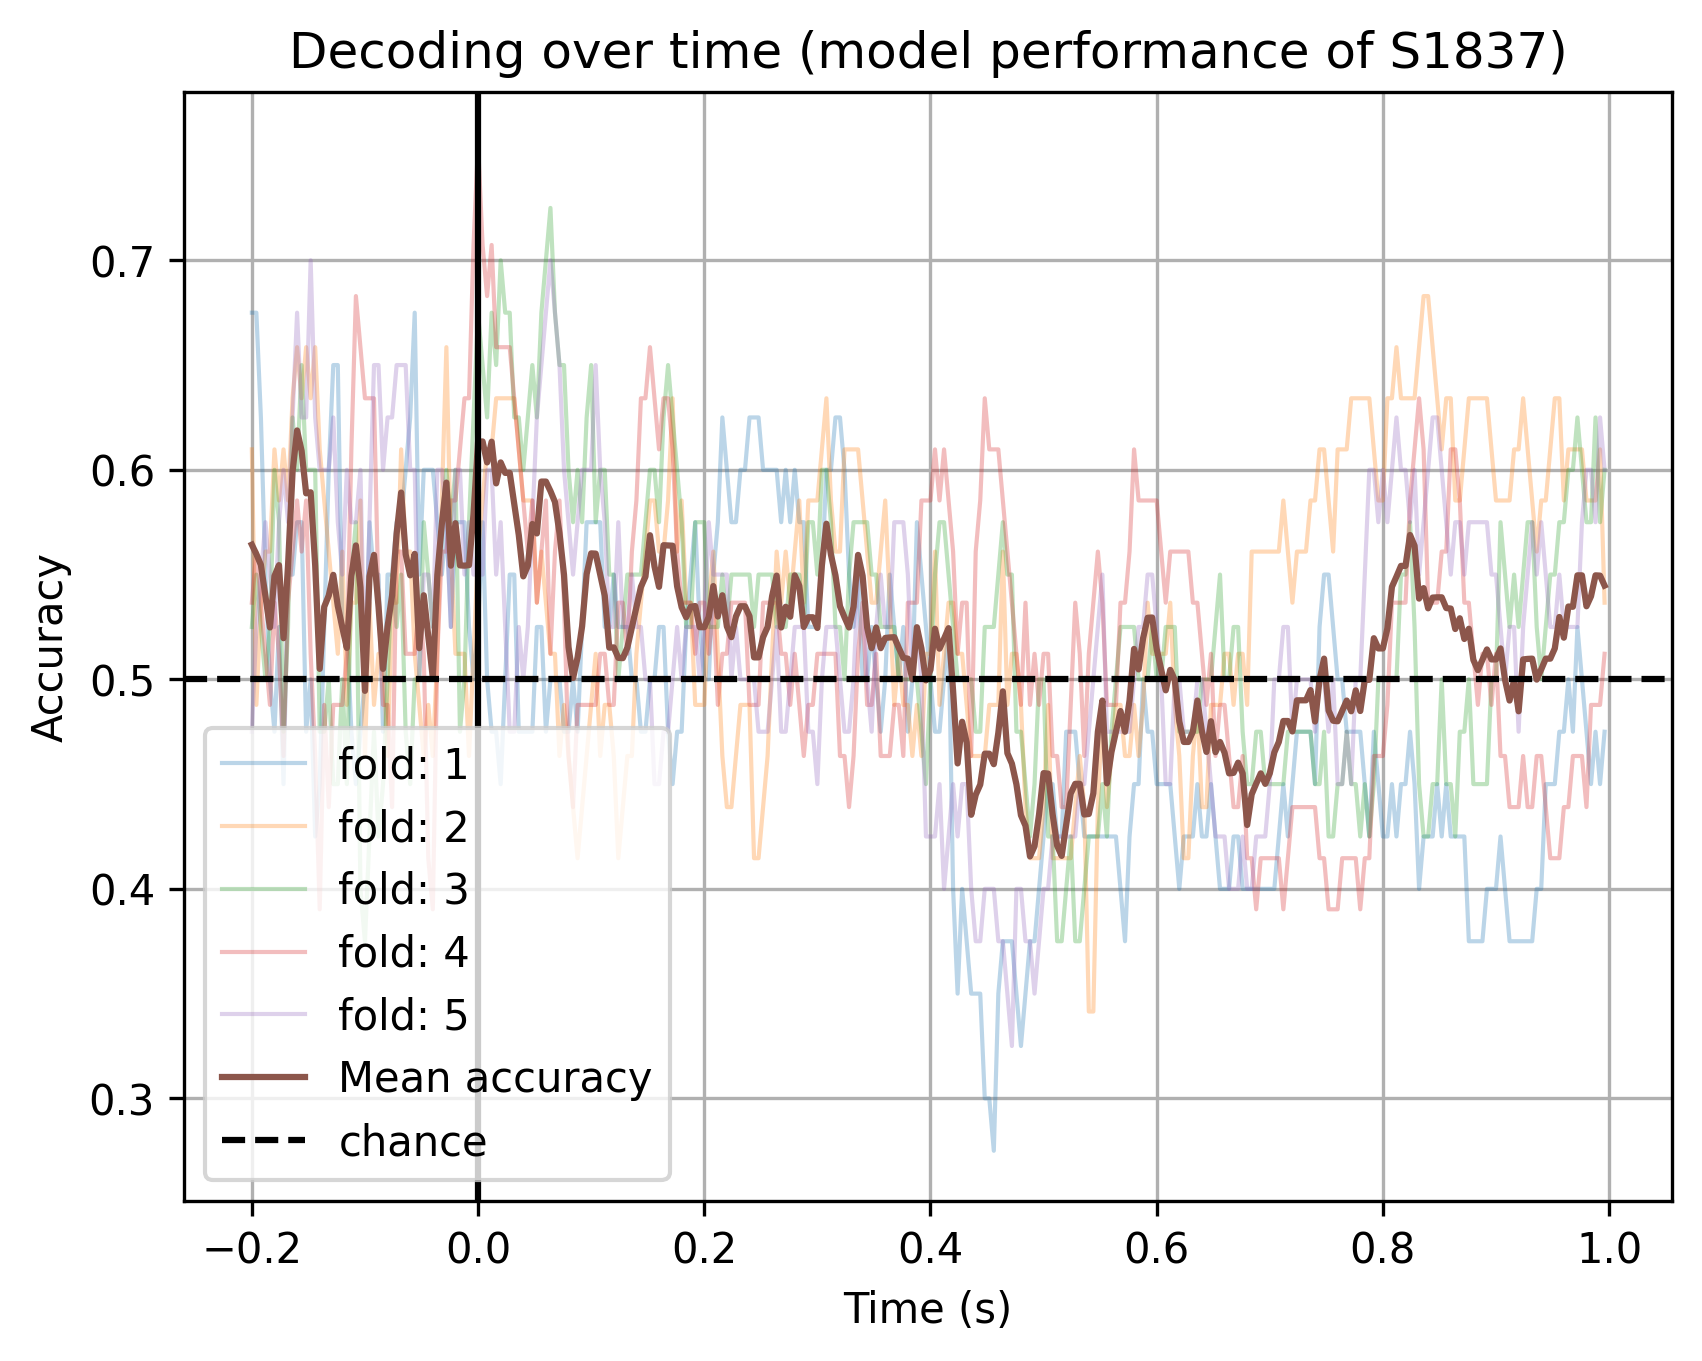 Decoding over time (model performance of S1837)
Accuracy
0.7
0.6
0.5
0.4
0.3
fold: 1
fold: 2
fold: 3
fold: 4
fold: 5
Mean accuracy
chance
−0.2 0.0 0.2 0.4 0.6 0.8 1.0
Time (s)